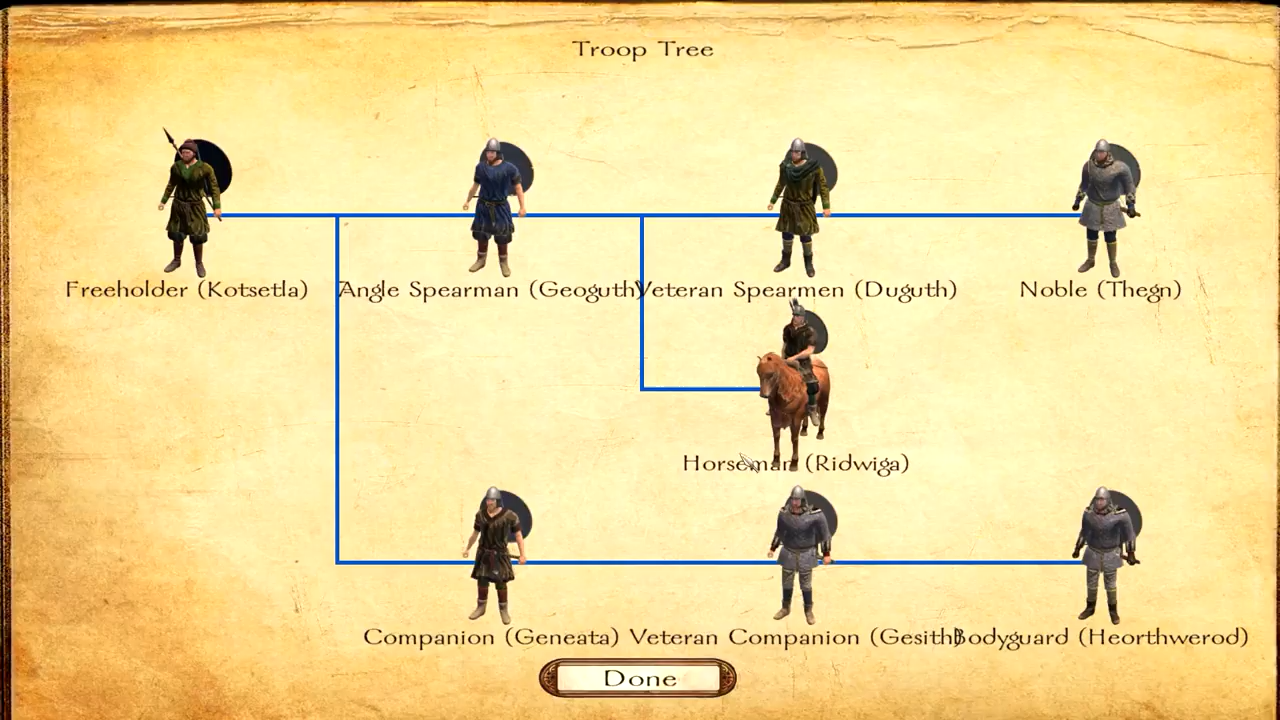 Troop Tree
Freeholder (Kotsetla) Angle Spearman (Geoguth) Veteran Spearmen (Duguth) Noble (Thegn)
Horseman (Ridwiga)
Companion (Geneata) Veteran Companion (Gesith) Bodyguard (Heorthwerod)
Done